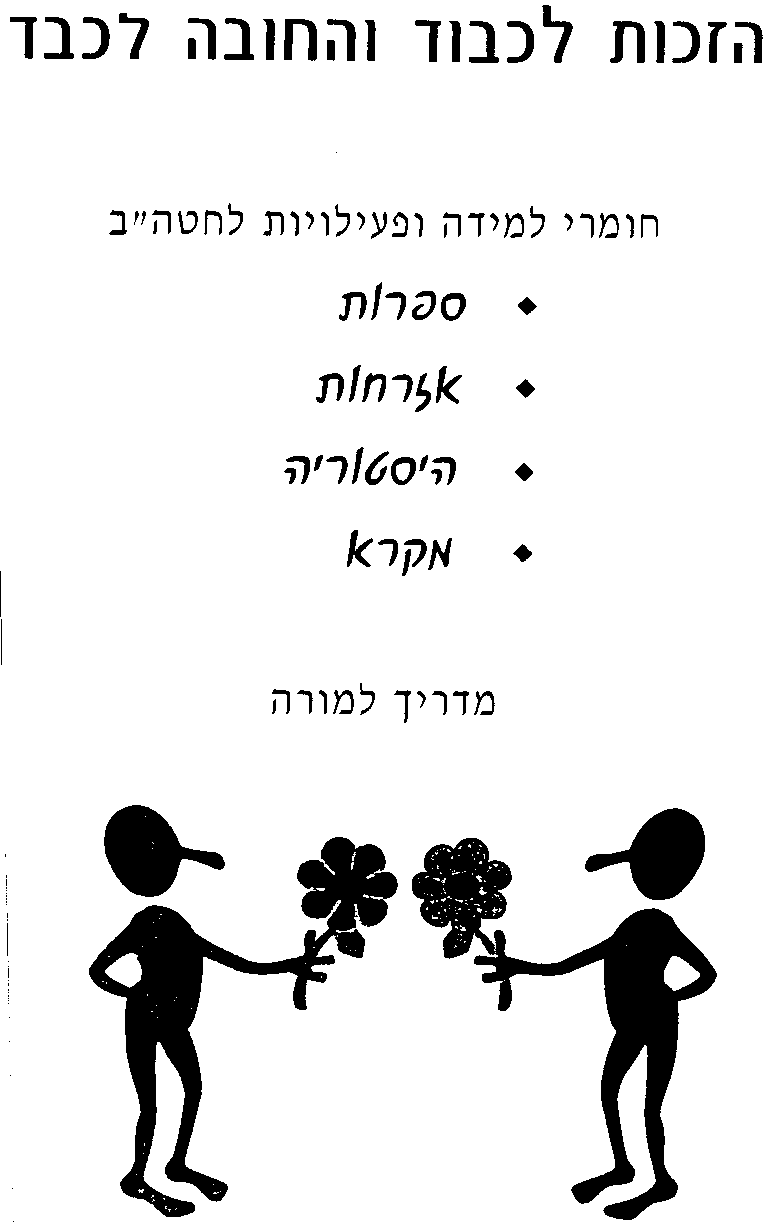 הזכות לכבוד והחובה לכבד
חומרי למידה ופעילויות לחטה"ב
◆ ספרות
◆ אזרחות
◆ היסטוריה
◆ מקרא
מדריך למורה